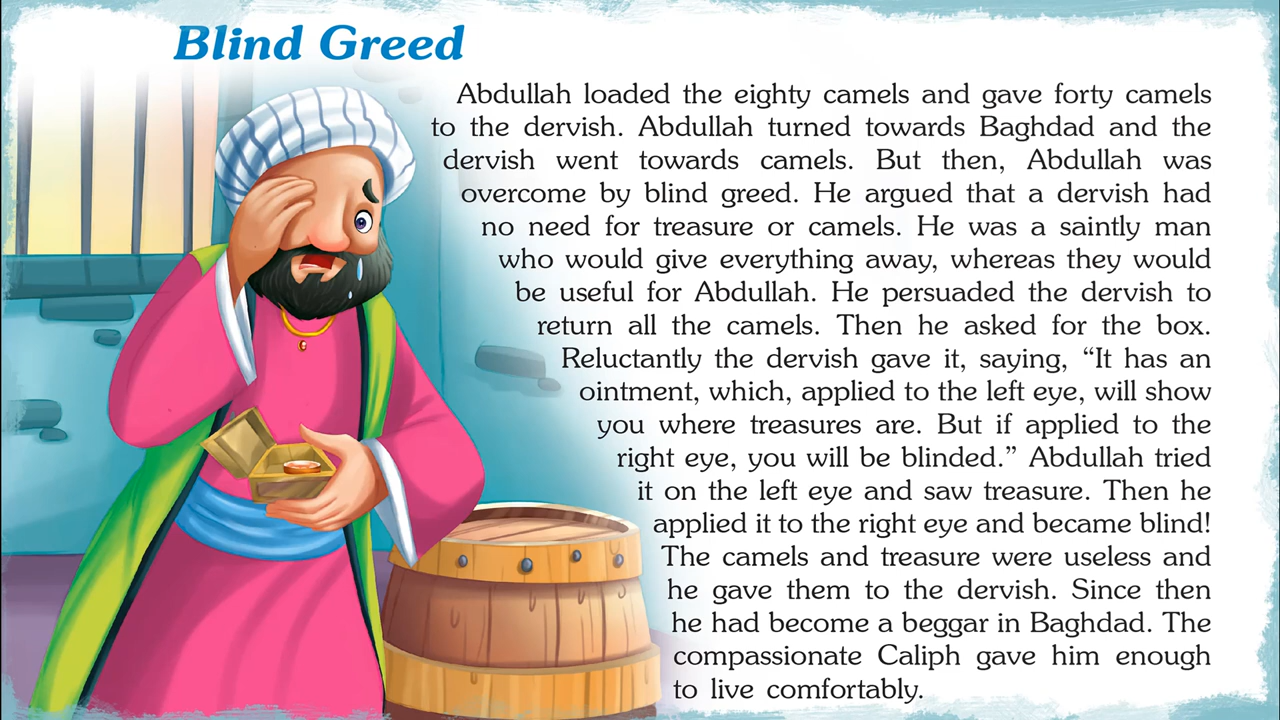 Blind Greed
Abdullah loaded the eighty camels and gave forty camels
to the dervish. Abdullah turned towards Baghdad and the
dervish went towards camels. But then, Abdullah was
overcome by blind greed. He argued that a dervish had
no need for treasure or camels. He was a saintly man
who would give everything away, whereas they would
be useful for Abdullah. He persuaded the dervish to
return all the camels. Then he asked for the box.
Reluctantly the dervish gave it, saying, “It has an
ointment, which, applied to the left eye, will show
you where treasures are. But if applied to the
right eye, you will be blinded.” Abdullah tried
it on the left eye and saw treasure. Then he
applied it to the right eye and became blind!
The camels and treasure were useless and
he gave them to the dervish. Since then
he had become a beggar in Baghdad. The
compassionate Caliph gave him enough
to live comfortably.